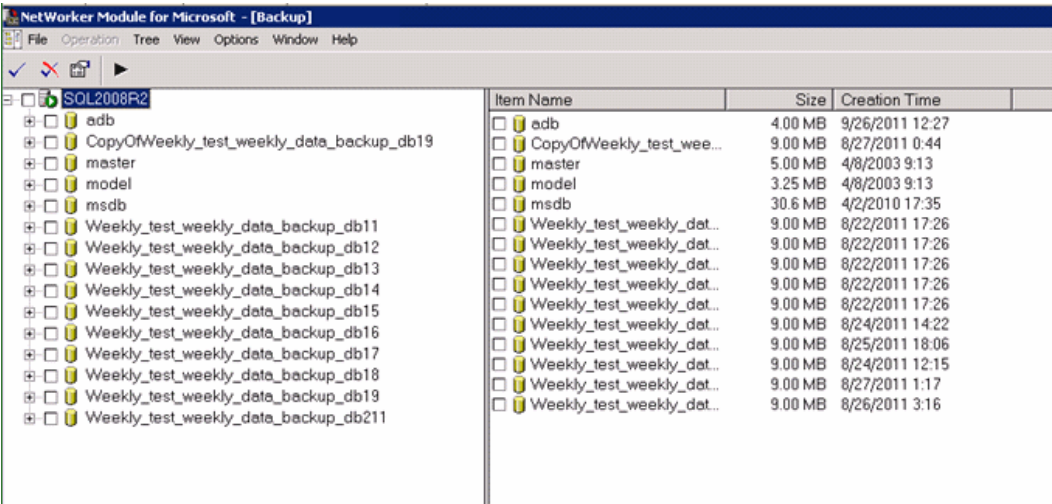 NetWorker Module for Microsoft - [Backup]
File Operation Tree View Options Window Help
SQL2008R2
adb
CopyOfWeekly_test_weekly_data_backup_db19
master
model
msdb
Weekly_test_weekly_data_backup_db11
Weekly_test_weekly_data_backup_db12
Weekly_test_weekly_data_backup_db13
Weekly_test_weekly_data_backup_db14
Weekly_test_weekly_data_backup_db15
Weekly_test_weekly_data_backup_db16
Weekly_test_weekly_data_backup_db17
Weekly_test_weekly_data_backup_db18
Weekly_test_weekly_data_backup_db19
Weekly_test_weekly_data_backup_db211
Item Name Size Creation Time
adb 4.00 MB 9/26/2011 12:27
CopyOfWeekly_test_wee... 9.00 MB 8/27/2011 0:44
master 5.00 MB 4/8/2003 9:13
model 3.25 MB 4/8/2003 9:13
msdb 30.6 MB 4/2/2010 17:35
Weekly_test_weekly_dat... 9.00 MB 8/22/2011 17:26
Weekly_test_weekly_dat... 9.00 MB 8/22/2011 17:26
Weekly_test_weekly_dat... 9.00 MB 8/22/2011 17:26
Weekly_test_weekly_dat... 9.00 MB 8/22/2011 17:26
Weekly_test_weekly_dat... 9.00 MB 8/22/2011 17:26
Weekly_test_weekly_dat... 9.00 MB 8/24/2011 14:22
Weekly_test_weekly_dat... 9.00 MB 8/25/2011 18:06
Weekly_test_weekly_dat... 9.00 MB 8/24/2011 12:15
Weekly_test_weekly_dat... 9.00 MB 8/27/2011 1:17
Weekly_test_weekly_dat... 9.00 MB 8/26/2011 3:16